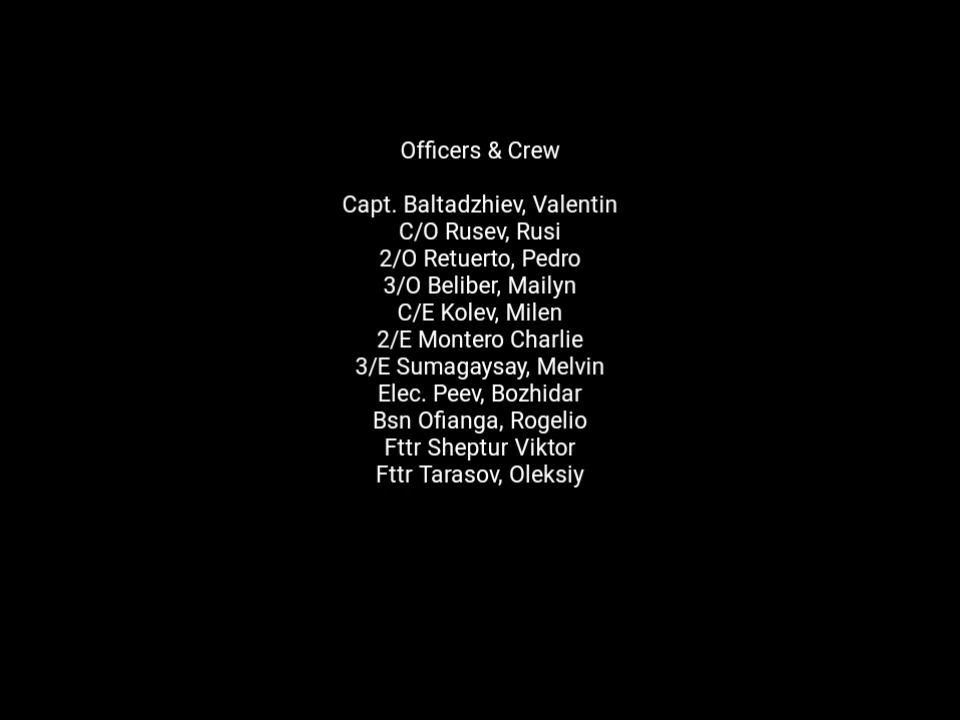 Officers & Crew
Capt. Baltadzhiev, Valentin
C/O Rusev, Rusi
2/O Retuerto, Pedro
3/O Beliber, Mailyn
C/E Kolev, Milen
2/E Montero Charlie
3/E Sumagaysay, Melvin
Elec. Peev, Bozhidar
Bsn Ofianga, Rogelio
Fttr Sheptur Viktor
Fttr Tarasov, Oleksiy